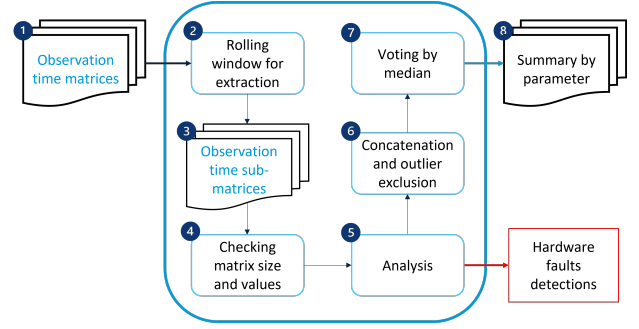 1
Observation
time matrices
2
Rolling
window for
extraction
3
Observation
time sub-
matrices
4
Checking
matrix size
and values
5
Analysis
6
Concatenation
and outlier
exclusion
7
Voting by
median
8
Summary by
parameter
Hardware
faults
detections